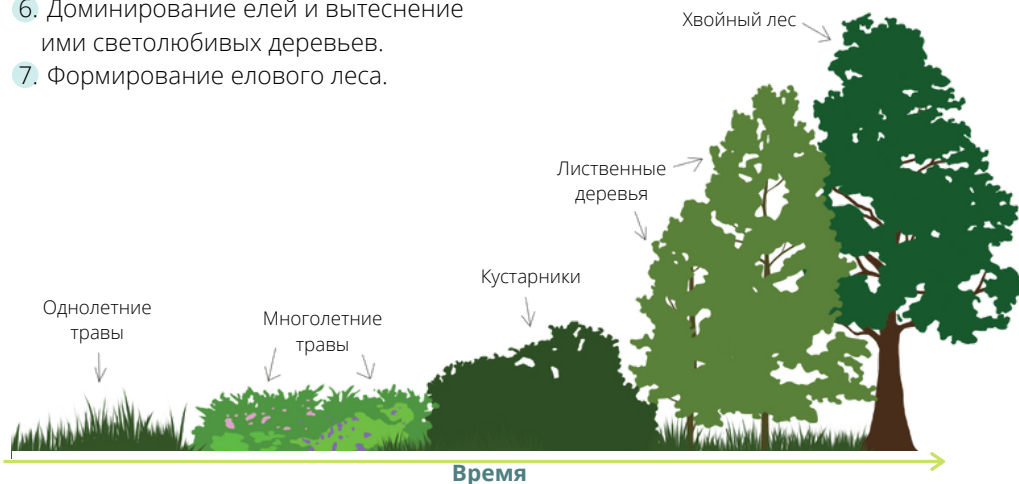 6. Доминирование елей и вытеснение
ими светолюбивых деревьев.
7. Формирование елового леса.
Хвойный лес
Лиственные
деревья
Кустарники
Однолетние
травы
Многолетние
травы
Время